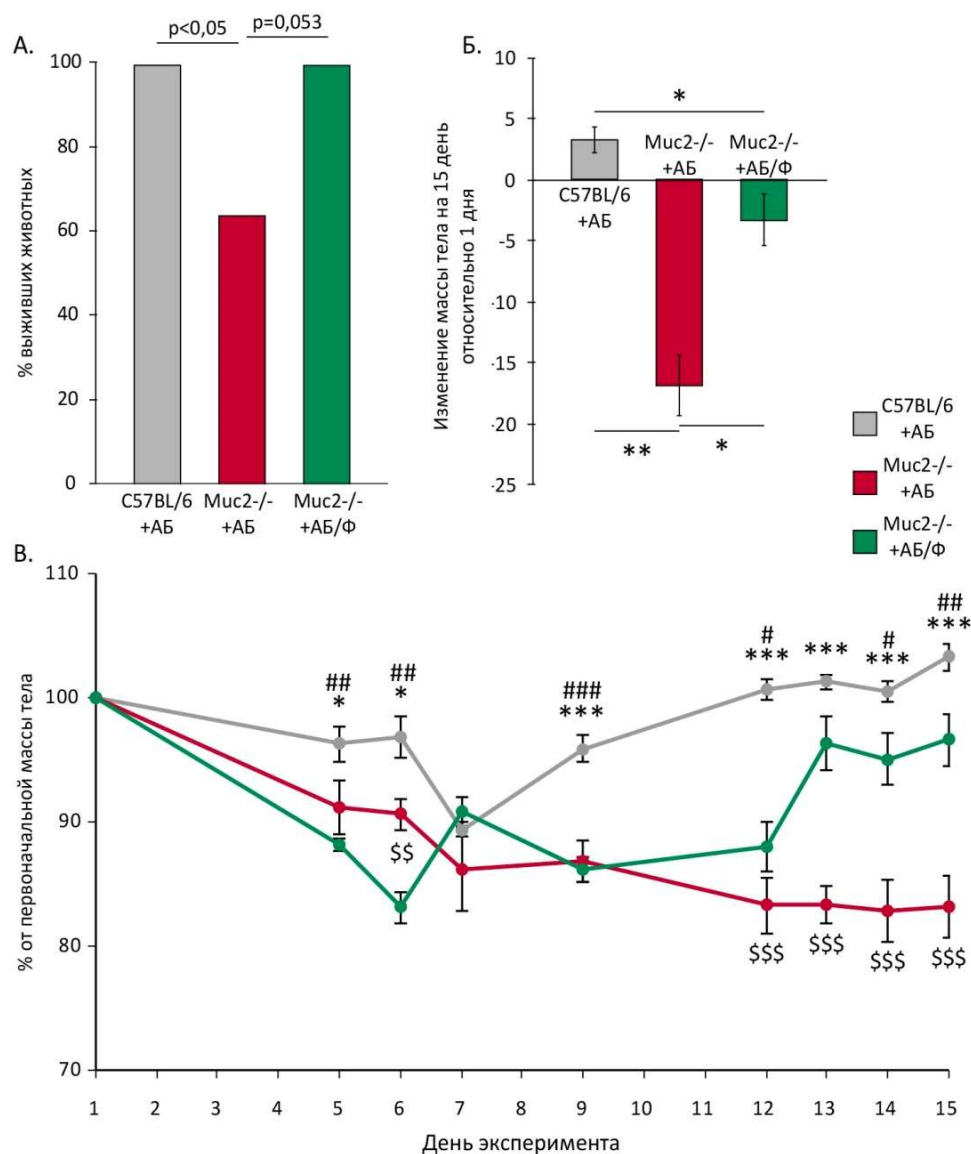 А.
p<0,05
p=0,053
100
80
60
40
20
0
% выживших животных
C57BL/6
+АБ
Muc2-/-
+АБ
Muc2-/-
+АБ/Ф
Б.
10
5
0
-5
-10
-15
-20
-25
Изменение массы тела на 15 день
относительно 1 дня
*
Muc2-/-
+АБ
Muc2-/-
+АБ/Ф
C57BL/6
+АБ
**
*
C57BL/6
+АБ
Muc2-/-
+АБ
Muc2-/-
+АБ/Ф
В.
110
100
90
80
70
% от первоначальной массы тела
##
*
##
*
$$
###
***
#
***
***
#
***
##
***
$$$
$$$
$$$
$$$
1 2 3 4 5 6 7 8 9 10 11 12 13 14 15
День эксперимента